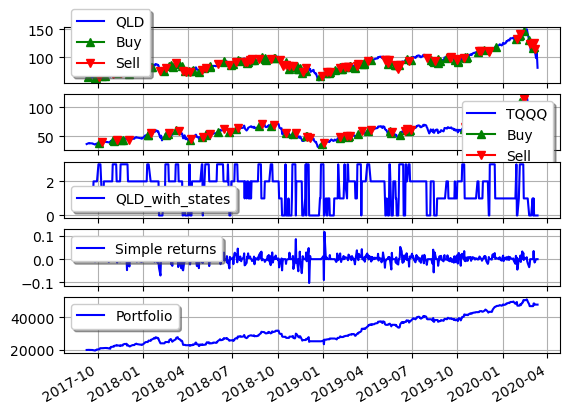 150
100
QLD
Buy
Sell
100
50
TQQQ
Buy
Sell
2
0
QLD_with_states
0.1
0.0
−0.1
Simple returns
40000
20000
Portfolio
2017-10
2018-01
2018-04
2018-07
2018-10
2019-01
2019-04
2019-07
2019-10
2020-01
2020-04